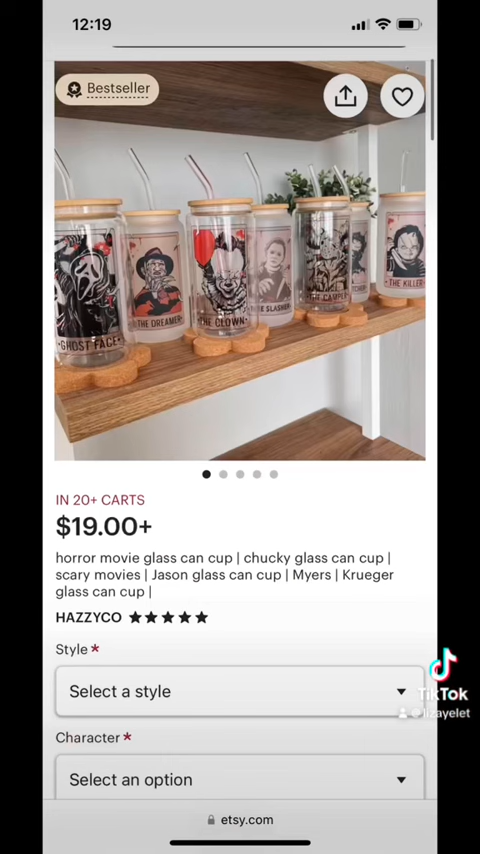 12:19
Bestseller
GHOST FACE
THE DREAMER
THE CLOWN
THE SLASHER
THE CAMPER
THE KILLER
IN 20+ CARTS
$19.00+
horror movie glass can cup | chucky glass can cup |
scary movies | Jason glass can cup | Myers | Krueger
glass can cup |
HAZZYCO
Style *
Select a style
TikTok
@lizayelet
Character *
Select an option
etsy.com